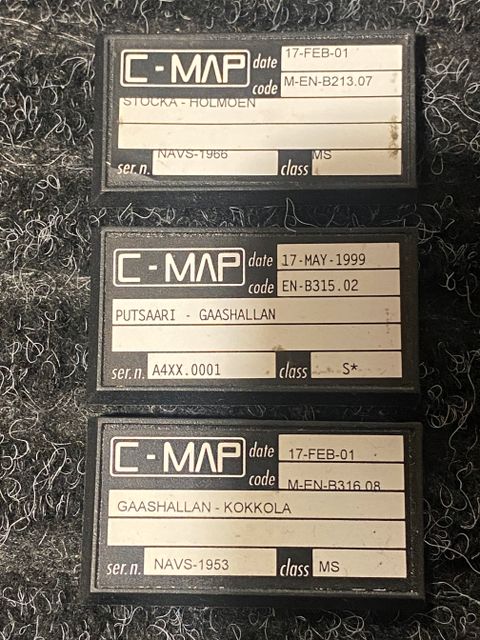 C-MAP date 17-FEB-01
code M-EN-B213.07
STOCKA - HOLMOEN
ser.n. NAVS-1966 class MS
C-MAP date 17-MAY-1999
code EN-B315.02
PUTSAARI - GAASHALLAN
ser.n. A4XX.0001 class S*
C-MAP date 17-FEB-01
code M-EN-B316.08
GAASHALLAN - KOKKOLA
ser.n. NAVS-1953 class MS